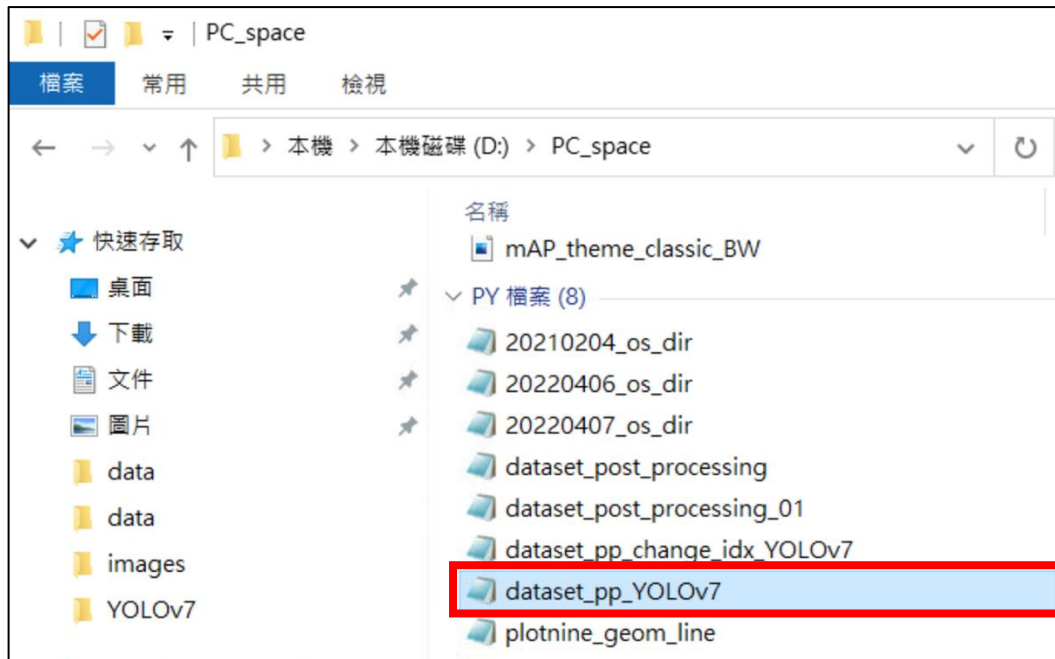 PC_space
檔案 常用 共用 檢視
本機 > 本機磁碟 (D:) > PC_space
快速存取
桌面
下載
文件
圖片
data
data
images
YOLOv7
名稱
mAP_theme_classic_BW
PY 檔案 (8)
20210204_os_dir
20220406_os_dir
20220407_os_dir
dataset_post_processing
dataset_post_processing_01
dataset_pp_change_idx_YOLOv7
dataset_pp_YOLOv7
plotnine_geom_line